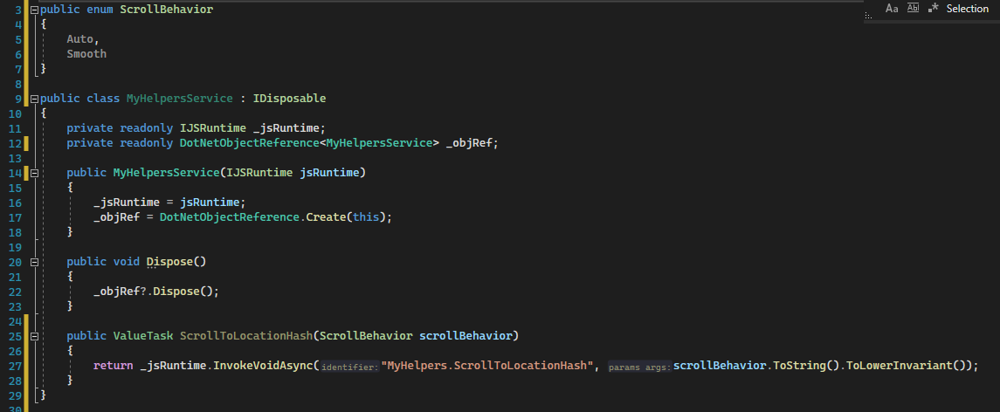 Aa Ab .* Selection
3 public enum ScrollBehavior
4 {
5 Auto,
6 Smooth
7 }
8
9 public class MyHelpersService : IDisposable
10 {
11 private readonly IJSRuntime _jsRuntime;
12 private readonly DotNetObjectReference<MyHelpersService> _objRef;
13
14 public MyHelpersService(IJSRuntime jsRuntime)
15 {
16 _jsRuntime = jsRuntime;
17 _objRef = DotNetObjectReference.Create(this);
18 }
19
20 public void Dispose()
21 {
22 _objRef?.Dispose();
23 }
24
25 public ValueTask ScrollToLocationHash(ScrollBehavior scrollBehavior)
26 {
27 return _jsRuntime.InvokeVoidAsync(identifier: "MyHelpers.ScrollToLocationHash", params args: scrollBehavior.ToString().ToLowerInvariant());
28 }
29 }
30